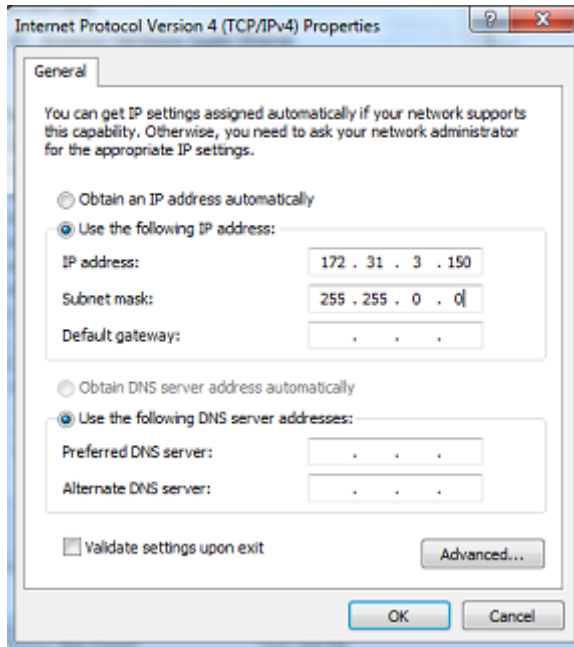 Internet Protocol Version 4 (TCP/IPv4) Properties
General
You can get IP settings assigned automatically if your network supports
this capability. Otherwise, you need to ask your network administrator
for the appropriate IP settings.
Obtain an IP address automatically
Use the following IP address:
IP address: 172 . 31 . 3 . 150
Subnet mask: 255 . 255 . 0 . 0
Default gateway: . . .
Obtain DNS server address automatically
Use the following DNS server addresses:
Preferred DNS server: . . .
Alternate DNS server: . . .
Validate settings upon exit
Advanced...
OK Cancel